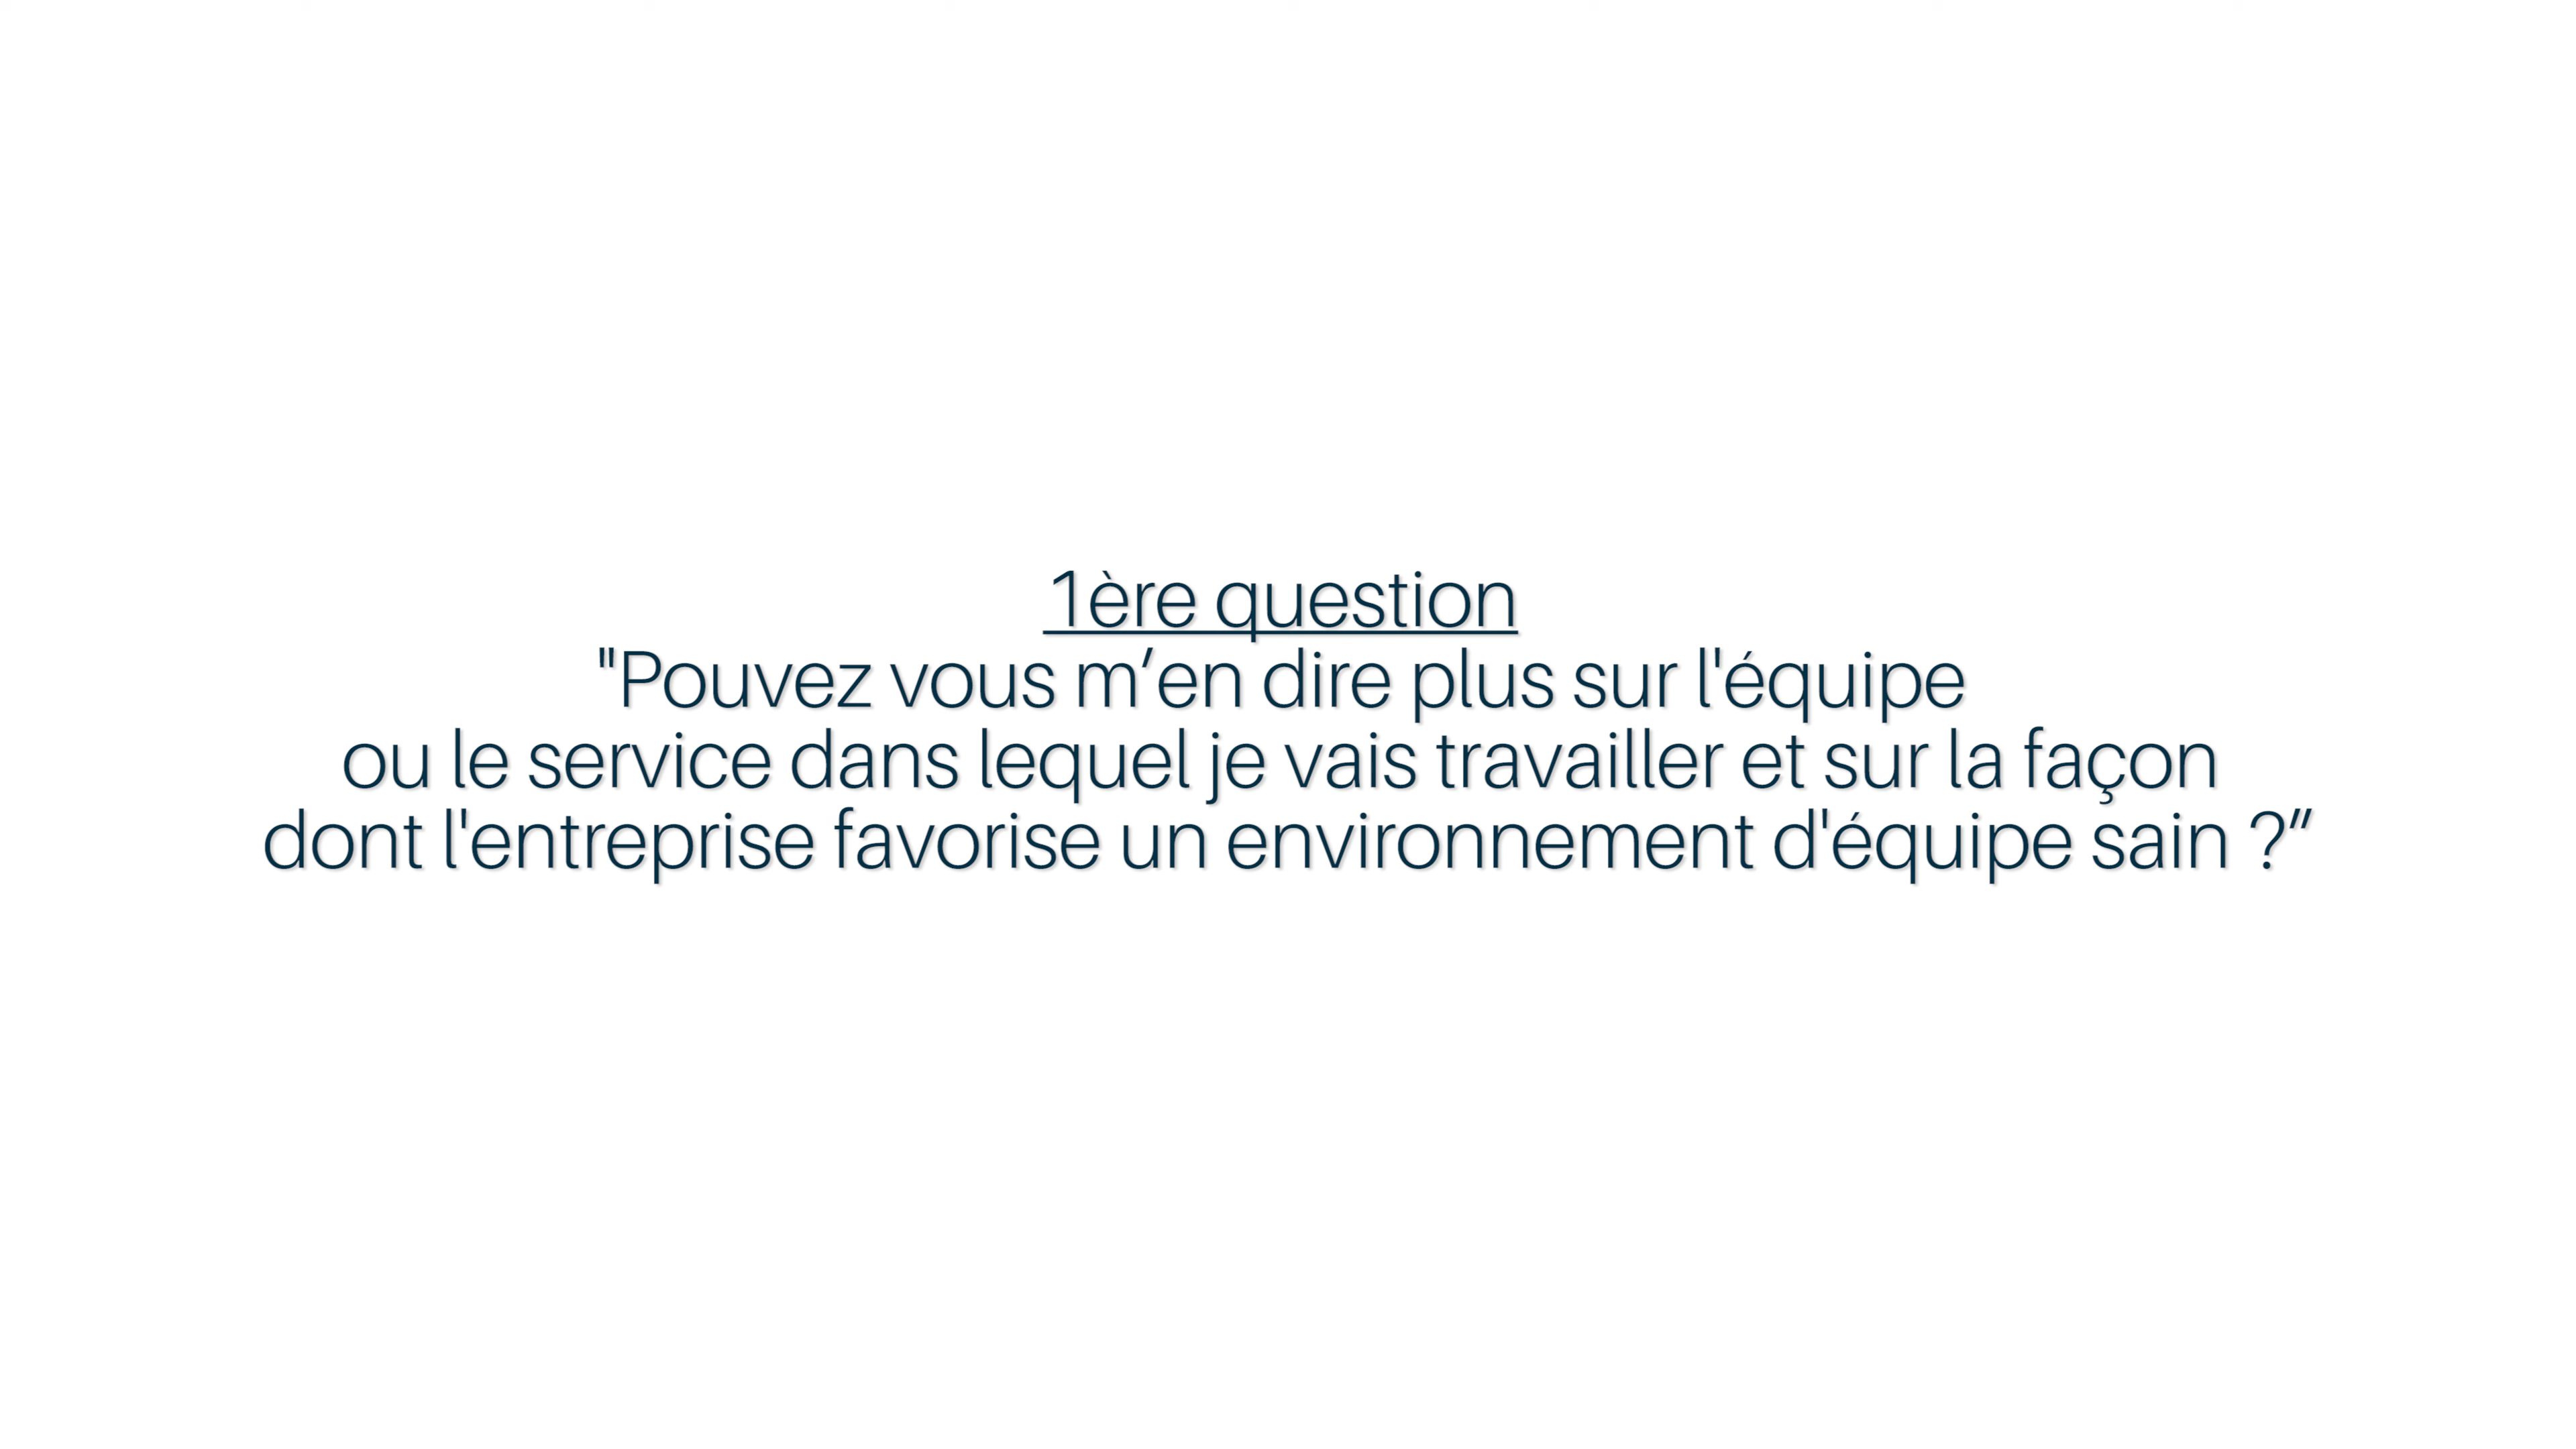 1ère question
"Pouvez vous m’en dire plus sur l'équipe
ou le service dans lequel je vais travailler et sur la façon
dont l'entreprise favorise un environnement d'équipe sain ?”